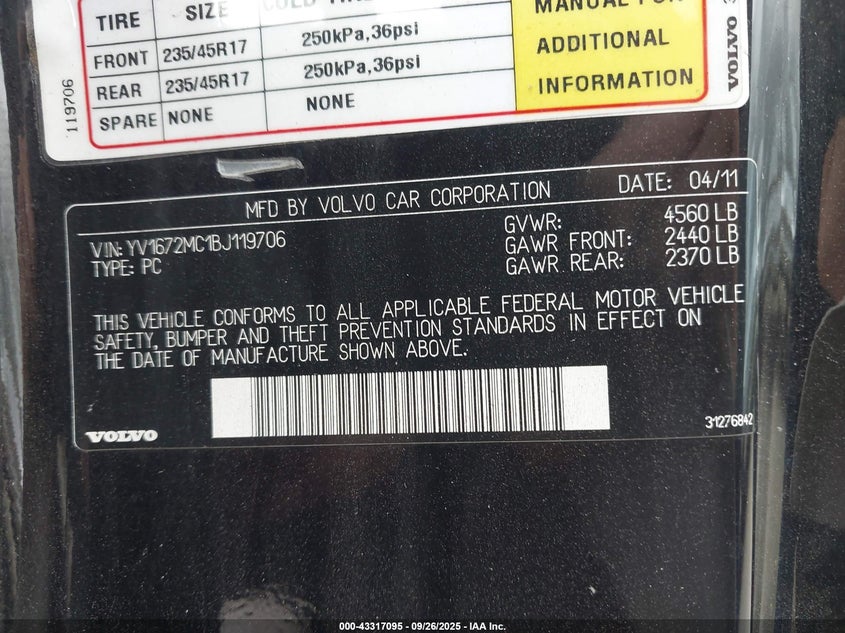 TIRE SIZE
MANUAL FOR
FRONT 235/45R17 250kPa,36psi
ADDITIONAL
REAR 235/45R17 250kPa,36psi
INFORMATION
SPARE NONE NONE
119706
VOLVO
MFD BY VOLVO CAR CORPORATION DATE: 04/11
VIN: YV1672MC1BJ119706 GVWR: 4560 LB
TYPE: PC GAWR FRONT: 2440 LB
GAWR REAR: 2370 LB
THIS VEHICLE CONFORMS TO ALL APPLICABLE FEDERAL MOTOR VEHICLE
SAFETY, BUMPER AND THEFT PREVENTION STANDARDS IN EFFECT ON
THE DATE OF MANUFACTURE SHOWN ABOVE.
VOLVO 31276842
000-43317095 - 09/26/2025 - IAA Inc.